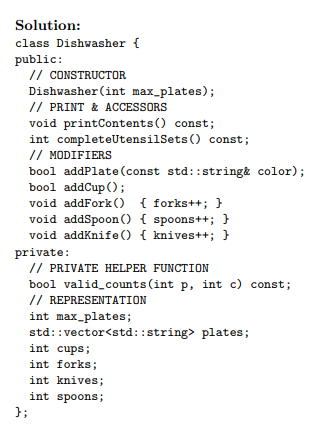 Solution:
class Dishwasher {
public:
  // CONSTRUCTOR
  Dishwasher(int max_plates);
  // PRINT & ACCESSORS
  void printContents() const;
  int completeUtensilSets() const;
  // MODIFIERS
  bool addPlate(const std::string& color);
  bool addCup();
  void addFork()  { forks++; }
  void addSpoon() { spoons++; }
  void addKnife() { knives++; }
private:
  // PRIVATE HELPER FUNCTION
  bool valid_counts(int p, int c) const;
  // REPRESENTATION
  int max_plates;
  std::vector<std::string> plates;
  int cups;
  int forks;
  int knives;
  int spoons;
};